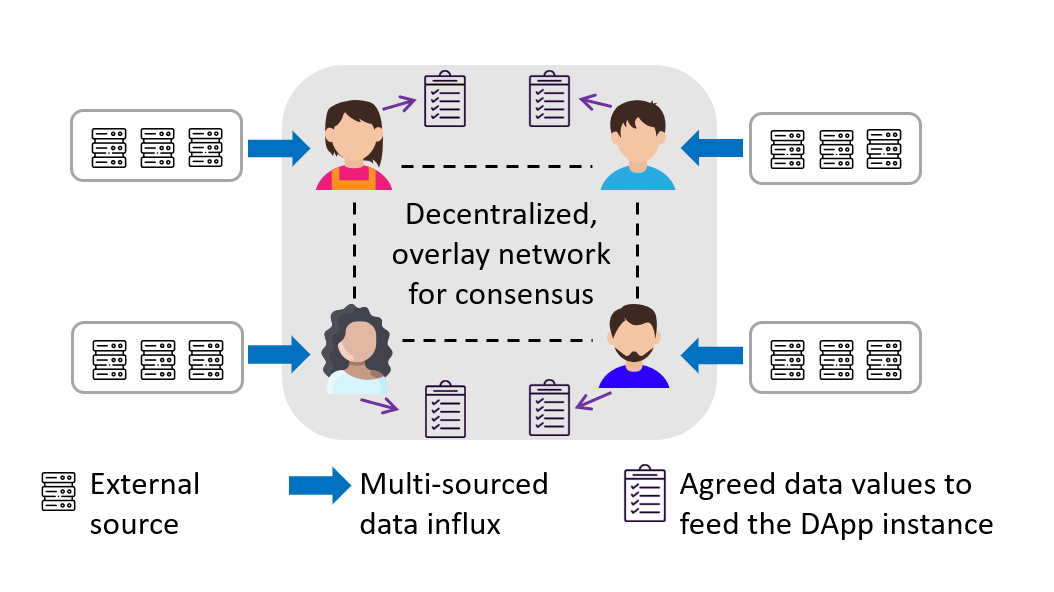 Decentralized,
overlay network
for consensus
External
source
Multi-sourced
data influx
Agreed data values to
feed the DApp instance